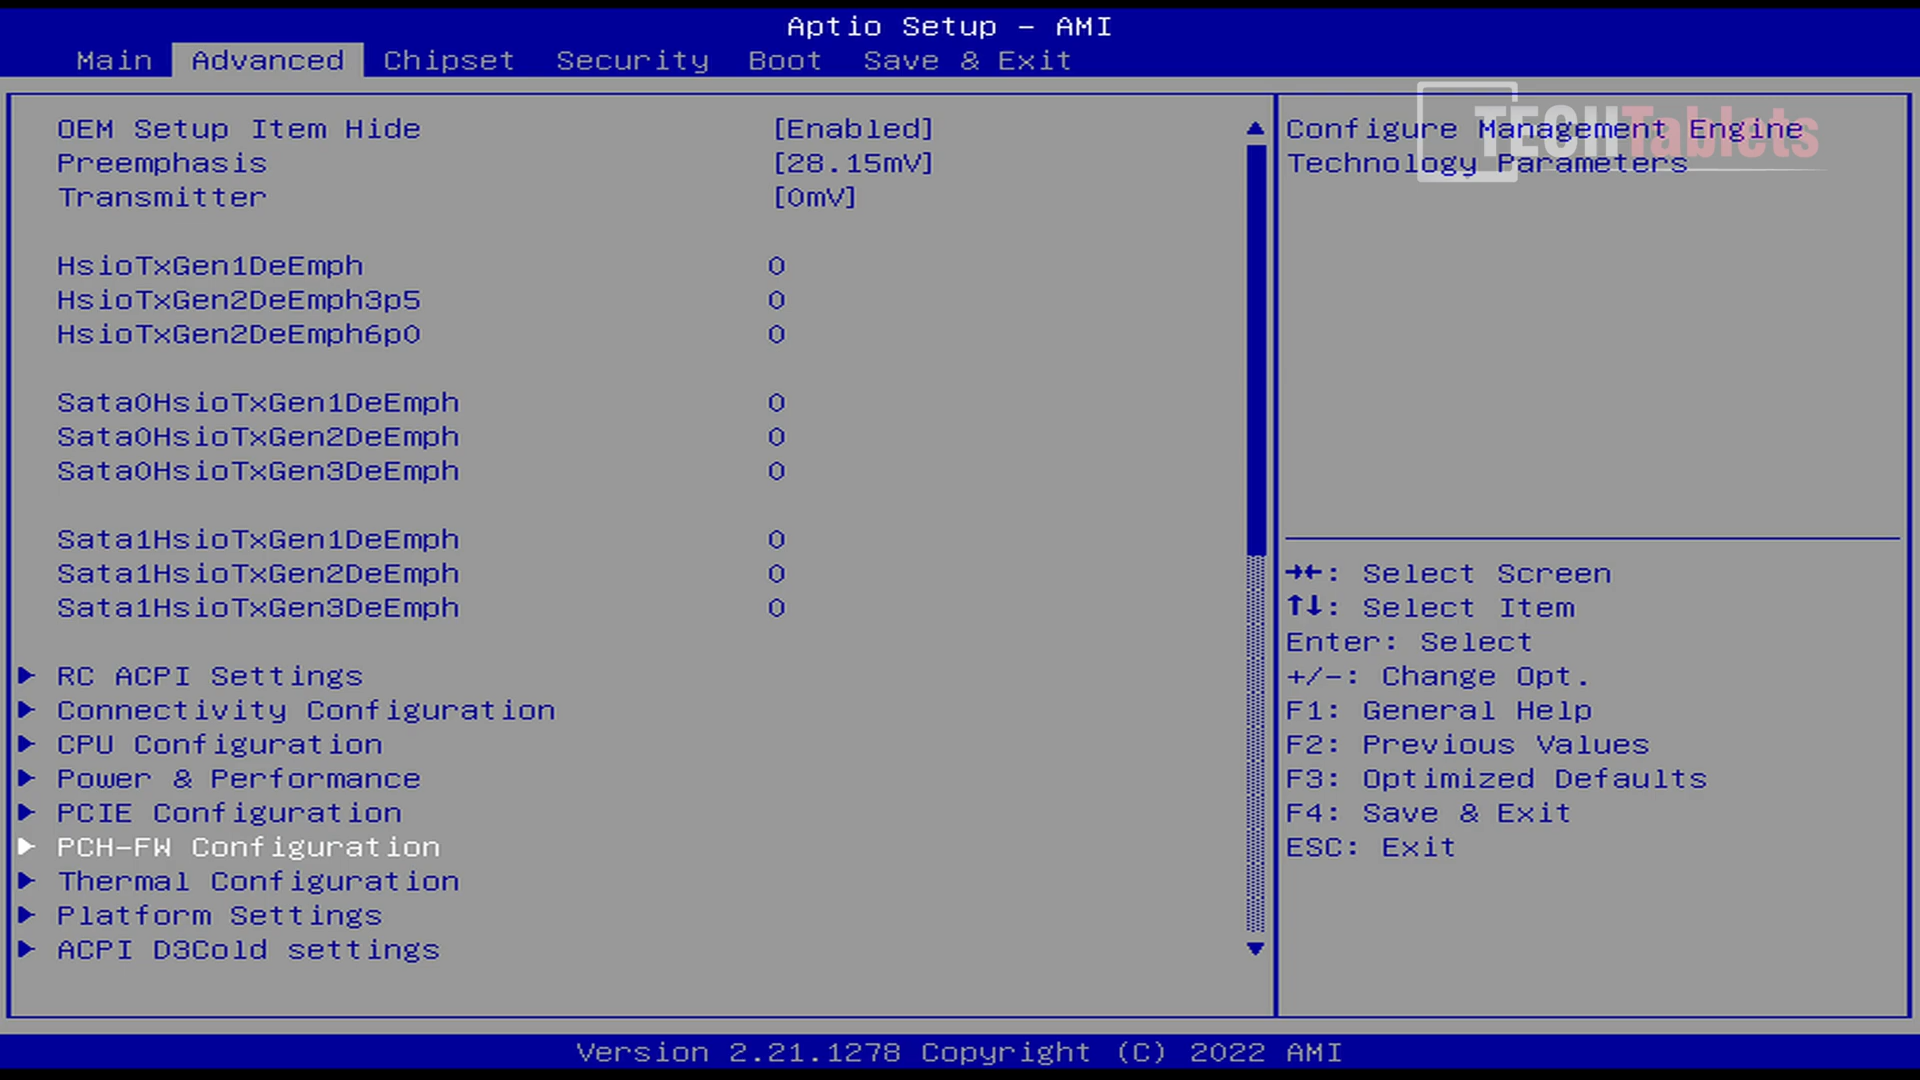 Aptio Setup – AMI
Main Advanced Chipset Security Boot Save & Exit
OEM Setup Item Hide [Enabled]
Preemphasis [28.15mV]
Transmitter [0mV]
HsioTxGen1DeEmph 0
HsioTxGen2DeEmph3p5 0
HsioTxGen2DeEmph6p0 0
Sata0HsioTxGen1DeEmph 0
Sata0HsioTxGen2DeEmph 0
Sata0HsioTxGen3DeEmph 0
Sata1HsioTxGen1DeEmph 0
Sata1HsioTxGen2DeEmph 0
Sata1HsioTxGen3DeEmph 0
▶ RC ACPI Settings
▶ Connectivity Configuration
▶ CPU Configuration
▶ Power & Performance
▶ PCIE Configuration
▶ PCH-FW Configuration
▶ Thermal Configuration
▶ Platform Settings
▶ ACPI D3Cold settings
Configure Management Engine
Technology Parameters
TECHTablets
→←: Select Screen
↑↓: Select Item
Enter: Select
+/-: Change Opt.
F1: General Help
F2: Previous Values
F3: Optimized Defaults
F4: Save & Exit
ESC: Exit
Version 2.21.1278 Copyright (C) 2022 AMI